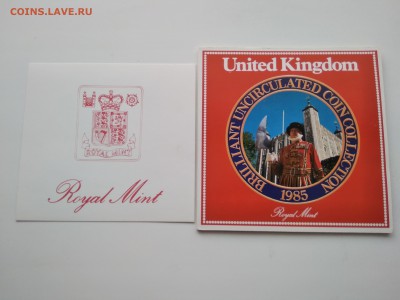 COINS.LAVE.RU
ROYAL MINT
Royal Mint
United Kingdom
BRILLIANT UNCIRCULATED COIN COLLECTION
1985
Royal Mint